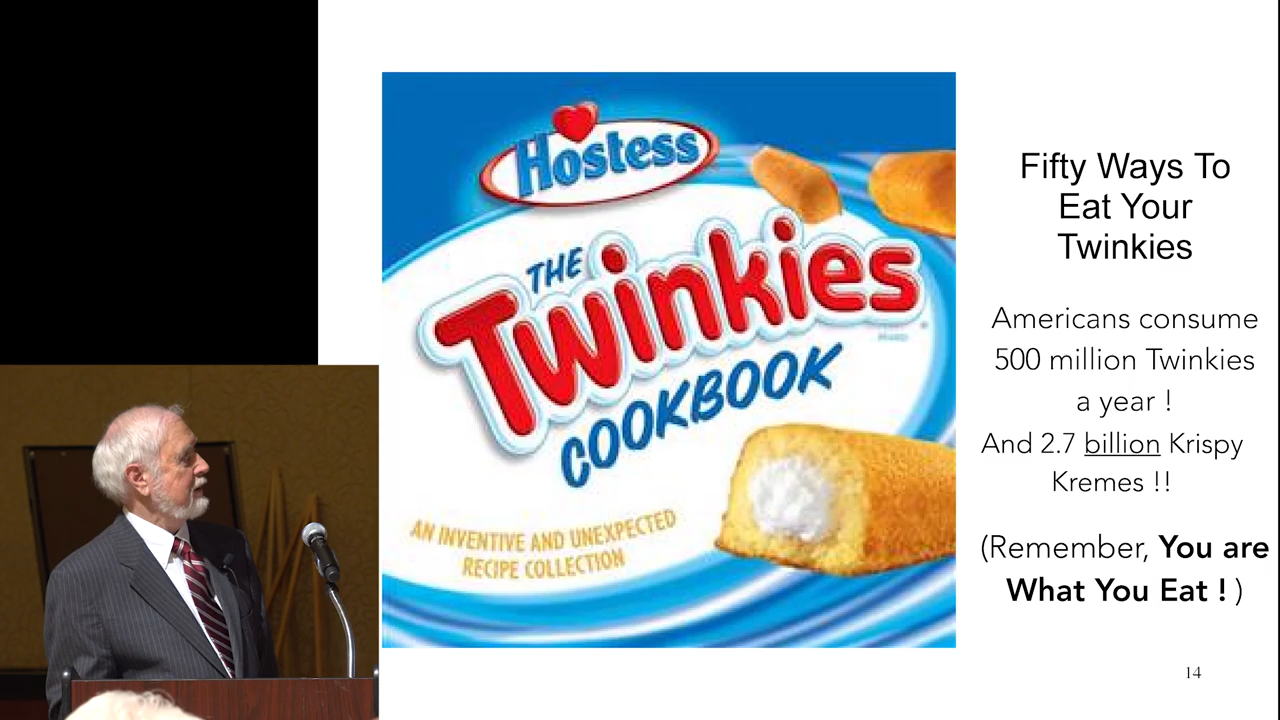 Hostess
THE
Twinkies
COOKBOOK
AN INVENTIVE AND UNEXPECTED
RECIPE COLLECTION
Fifty Ways To
Eat Your
Twinkies
Americans consume
500 million Twinkies
a year !
And 2.7 billion Krispy
Kremes !!
(Remember, You are
What You Eat ! )
14